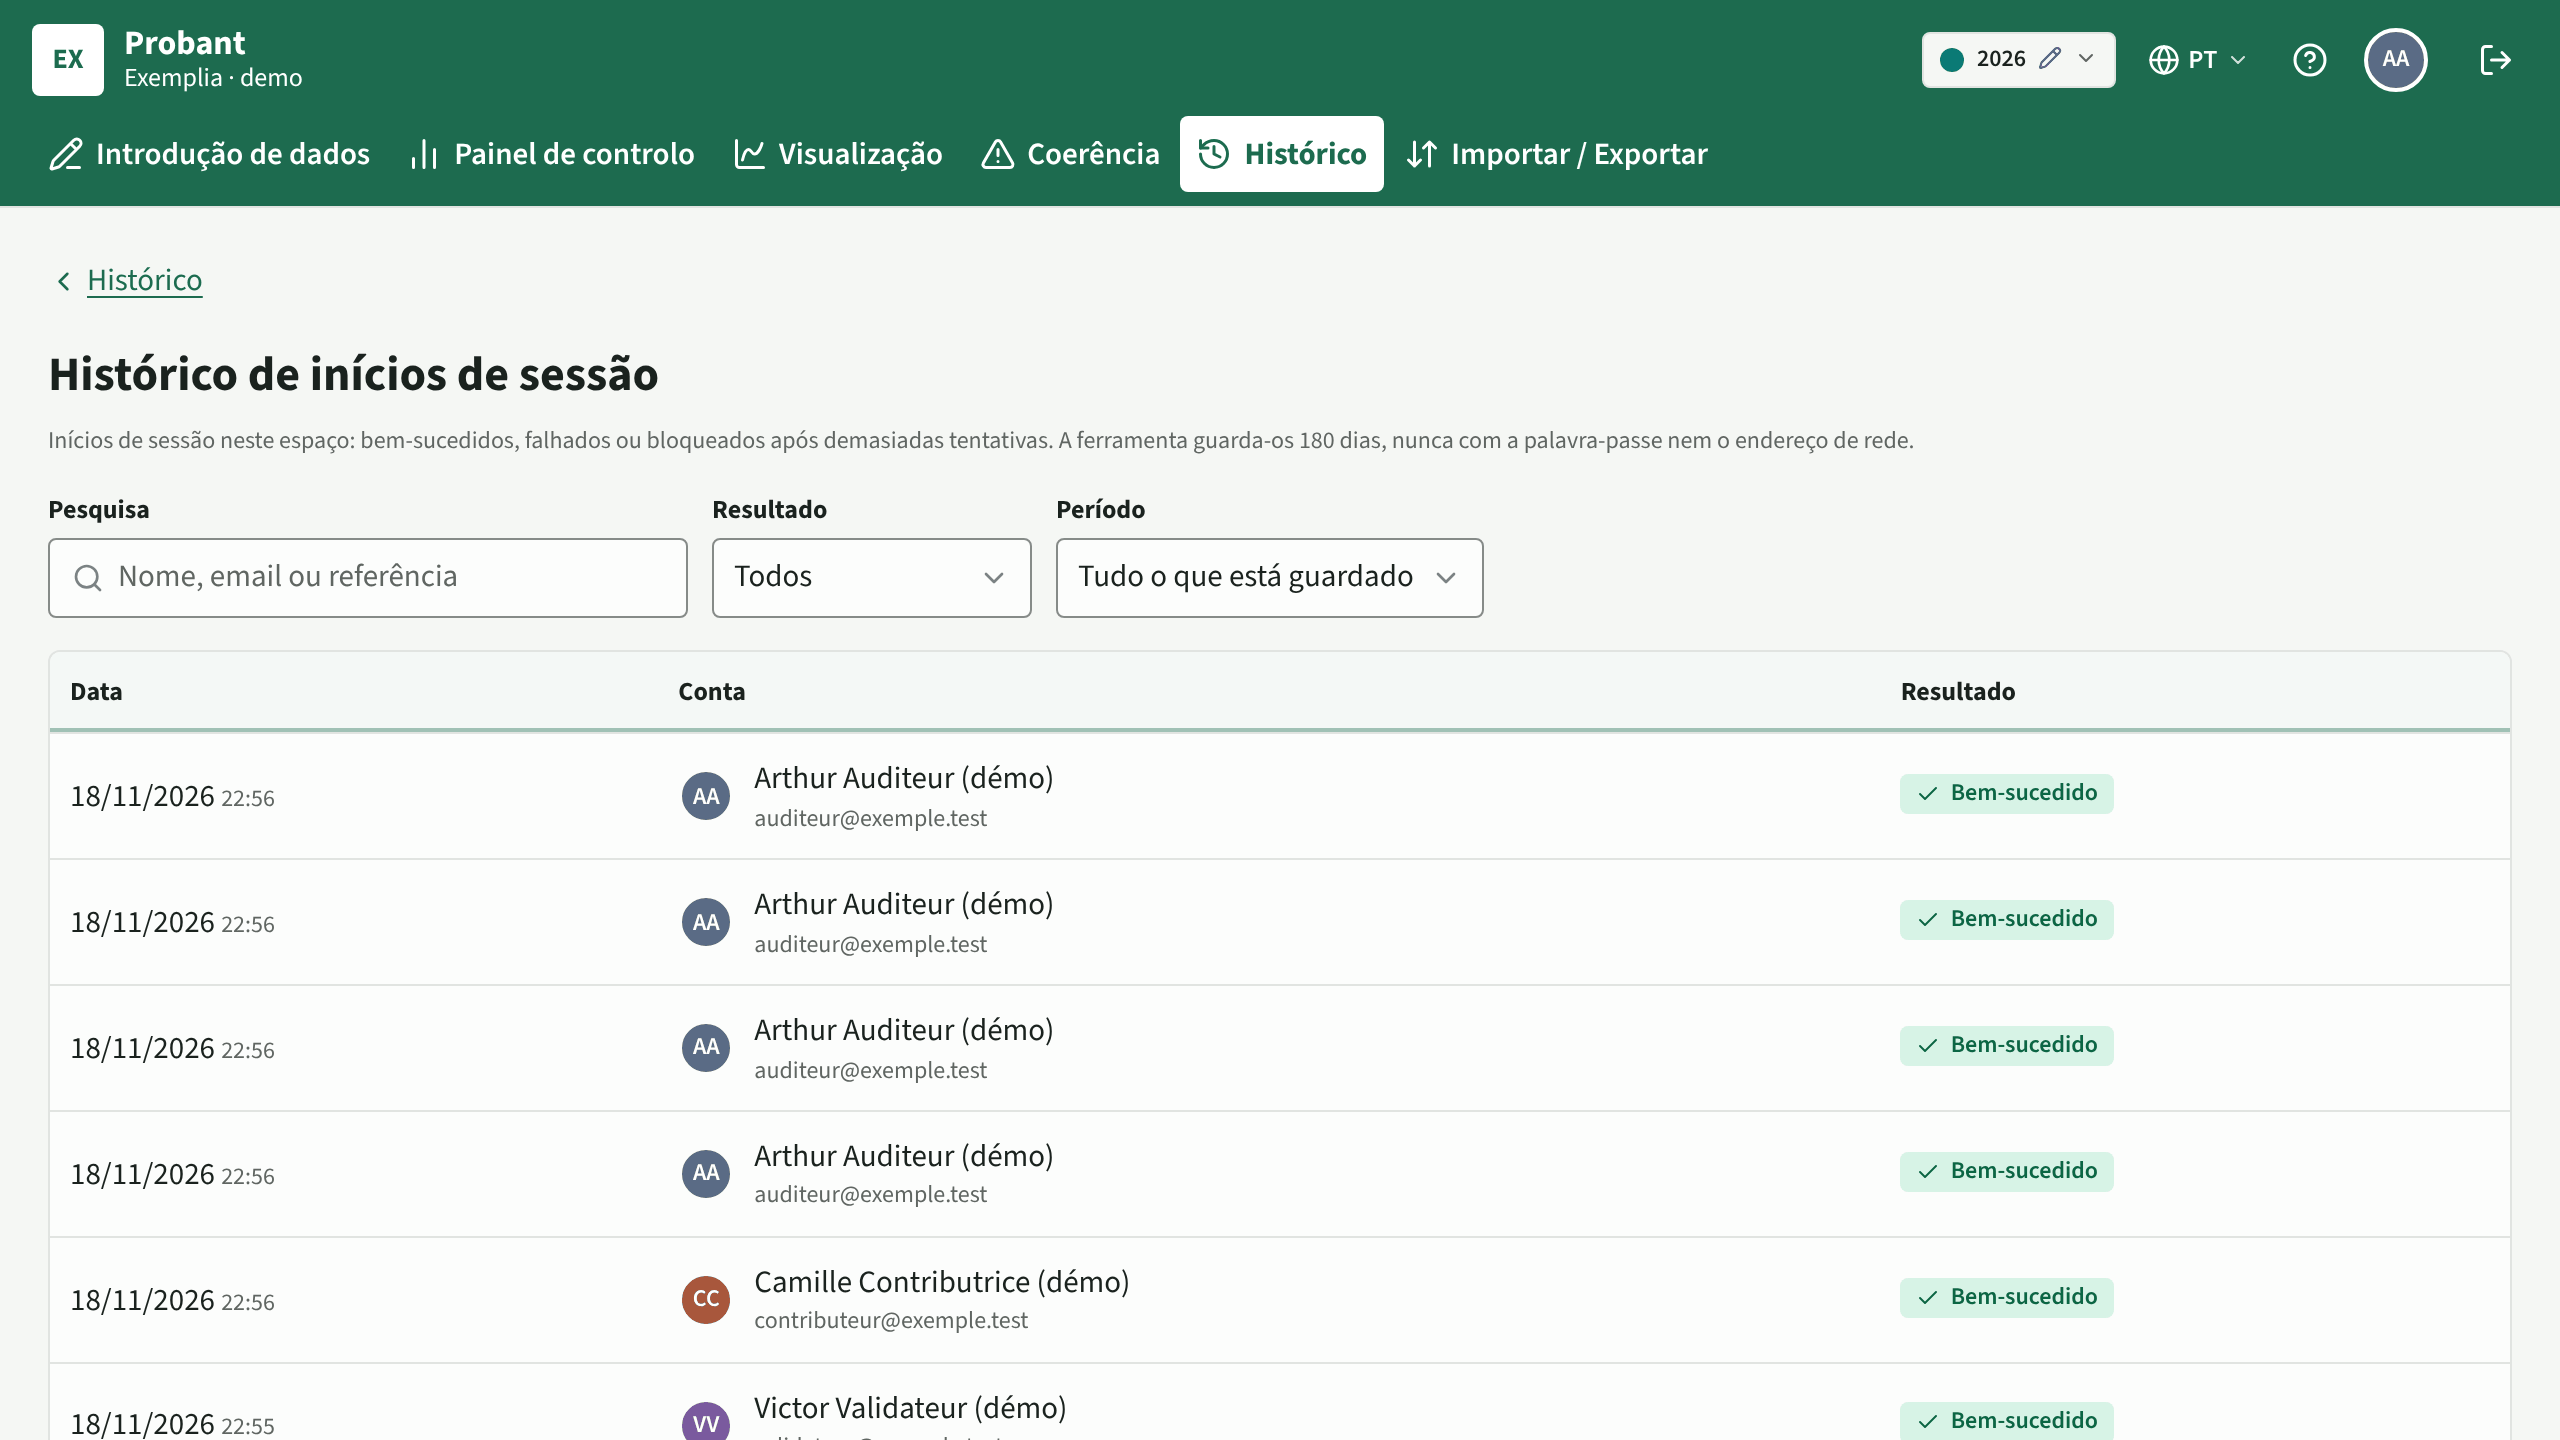 EX
Probant
Exemplia · demo
2026
PT
AA
Introdução de dados
Painel de controlo
Visualização
Coerência
Histórico
Importar / Exportar
Histórico
Histórico de inícios de sessão
Inícios de sessão neste espaço: bem-sucedidos, falhados ou bloqueados após demasiadas tentativas. A ferramenta guarda-os 180 dias, nunca com a palavra-passe nem o endereço de rede.
Pesquisa
Resultado
Período
Nome, email ou referência
Todos
Tudo o que está guardado
Data
Conta
Resultado
18/11/2026 22:56
AA
Arthur Auditeur (démo)
auditeur@exemple.test
Bem-sucedido
18/11/2026 22:56
AA
Arthur Auditeur (démo)
auditeur@exemple.test
Bem-sucedido
18/11/2026 22:56
AA
Arthur Auditeur (démo)
auditeur@exemple.test
Bem-sucedido
18/11/2026 22:56
AA
Arthur Auditeur (démo)
auditeur@exemple.test
Bem-sucedido
18/11/2026 22:56
CC
Camille Contributrice (démo)
contributeur@exemple.test
Bem-sucedido
18/11/2026 22:55
VV
Victor Validateur (démo)
Bem-sucedido